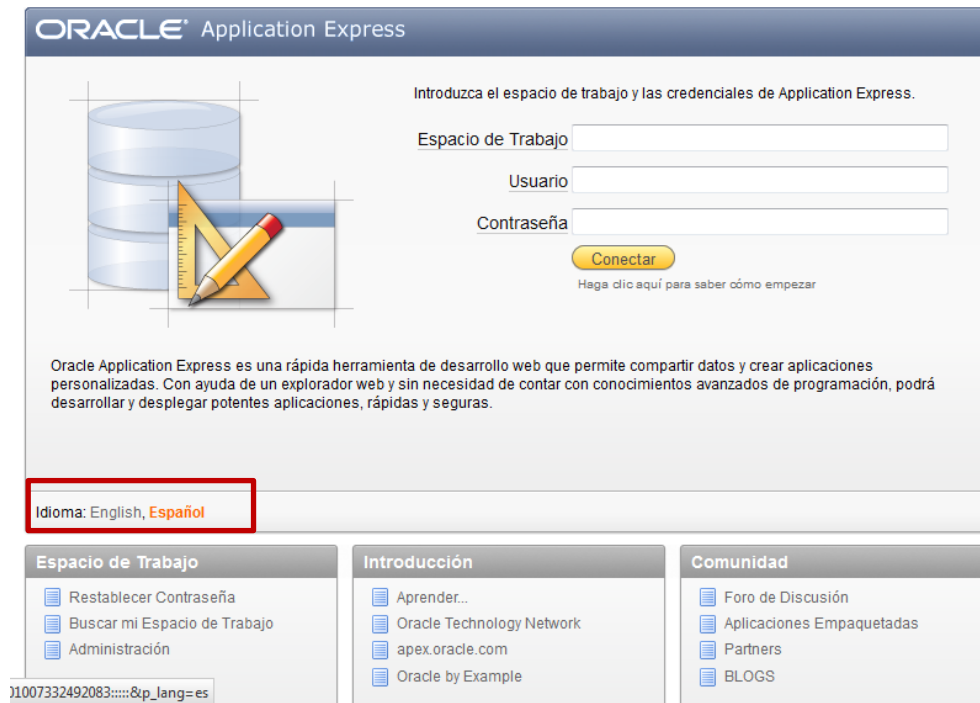 ORACLE Application Express
Introduzca el espacio de trabajo y las credenciales de Application Express.
Espacio de Trabajo
Usuario
Contraseña
Conectar
Haga clic aquí para saber cómo empezar
Oracle Application Express es una rápida herramienta de desarrollo web que permite compartir datos y crear aplicaciones
personalizadas. Con ayuda de un explorador web y sin necesidad de contar con conocimientos avanzados de programación, podrá
desarrollar y desplegar potentes aplicaciones, rápidas y seguras.
Idioma: English, Español
Espacio de Trabajo
Restablecer Contraseña
Buscar mi Espacio de Trabajo
Administración
Introducción
Aprender...
Oracle Technology Network
apex.oracle.com
Oracle by Example
Comunidad
Foro de Discusión
Aplicaciones Empaquetadas
Partners
BLOGS
01007332492083:::::&p_lang=es